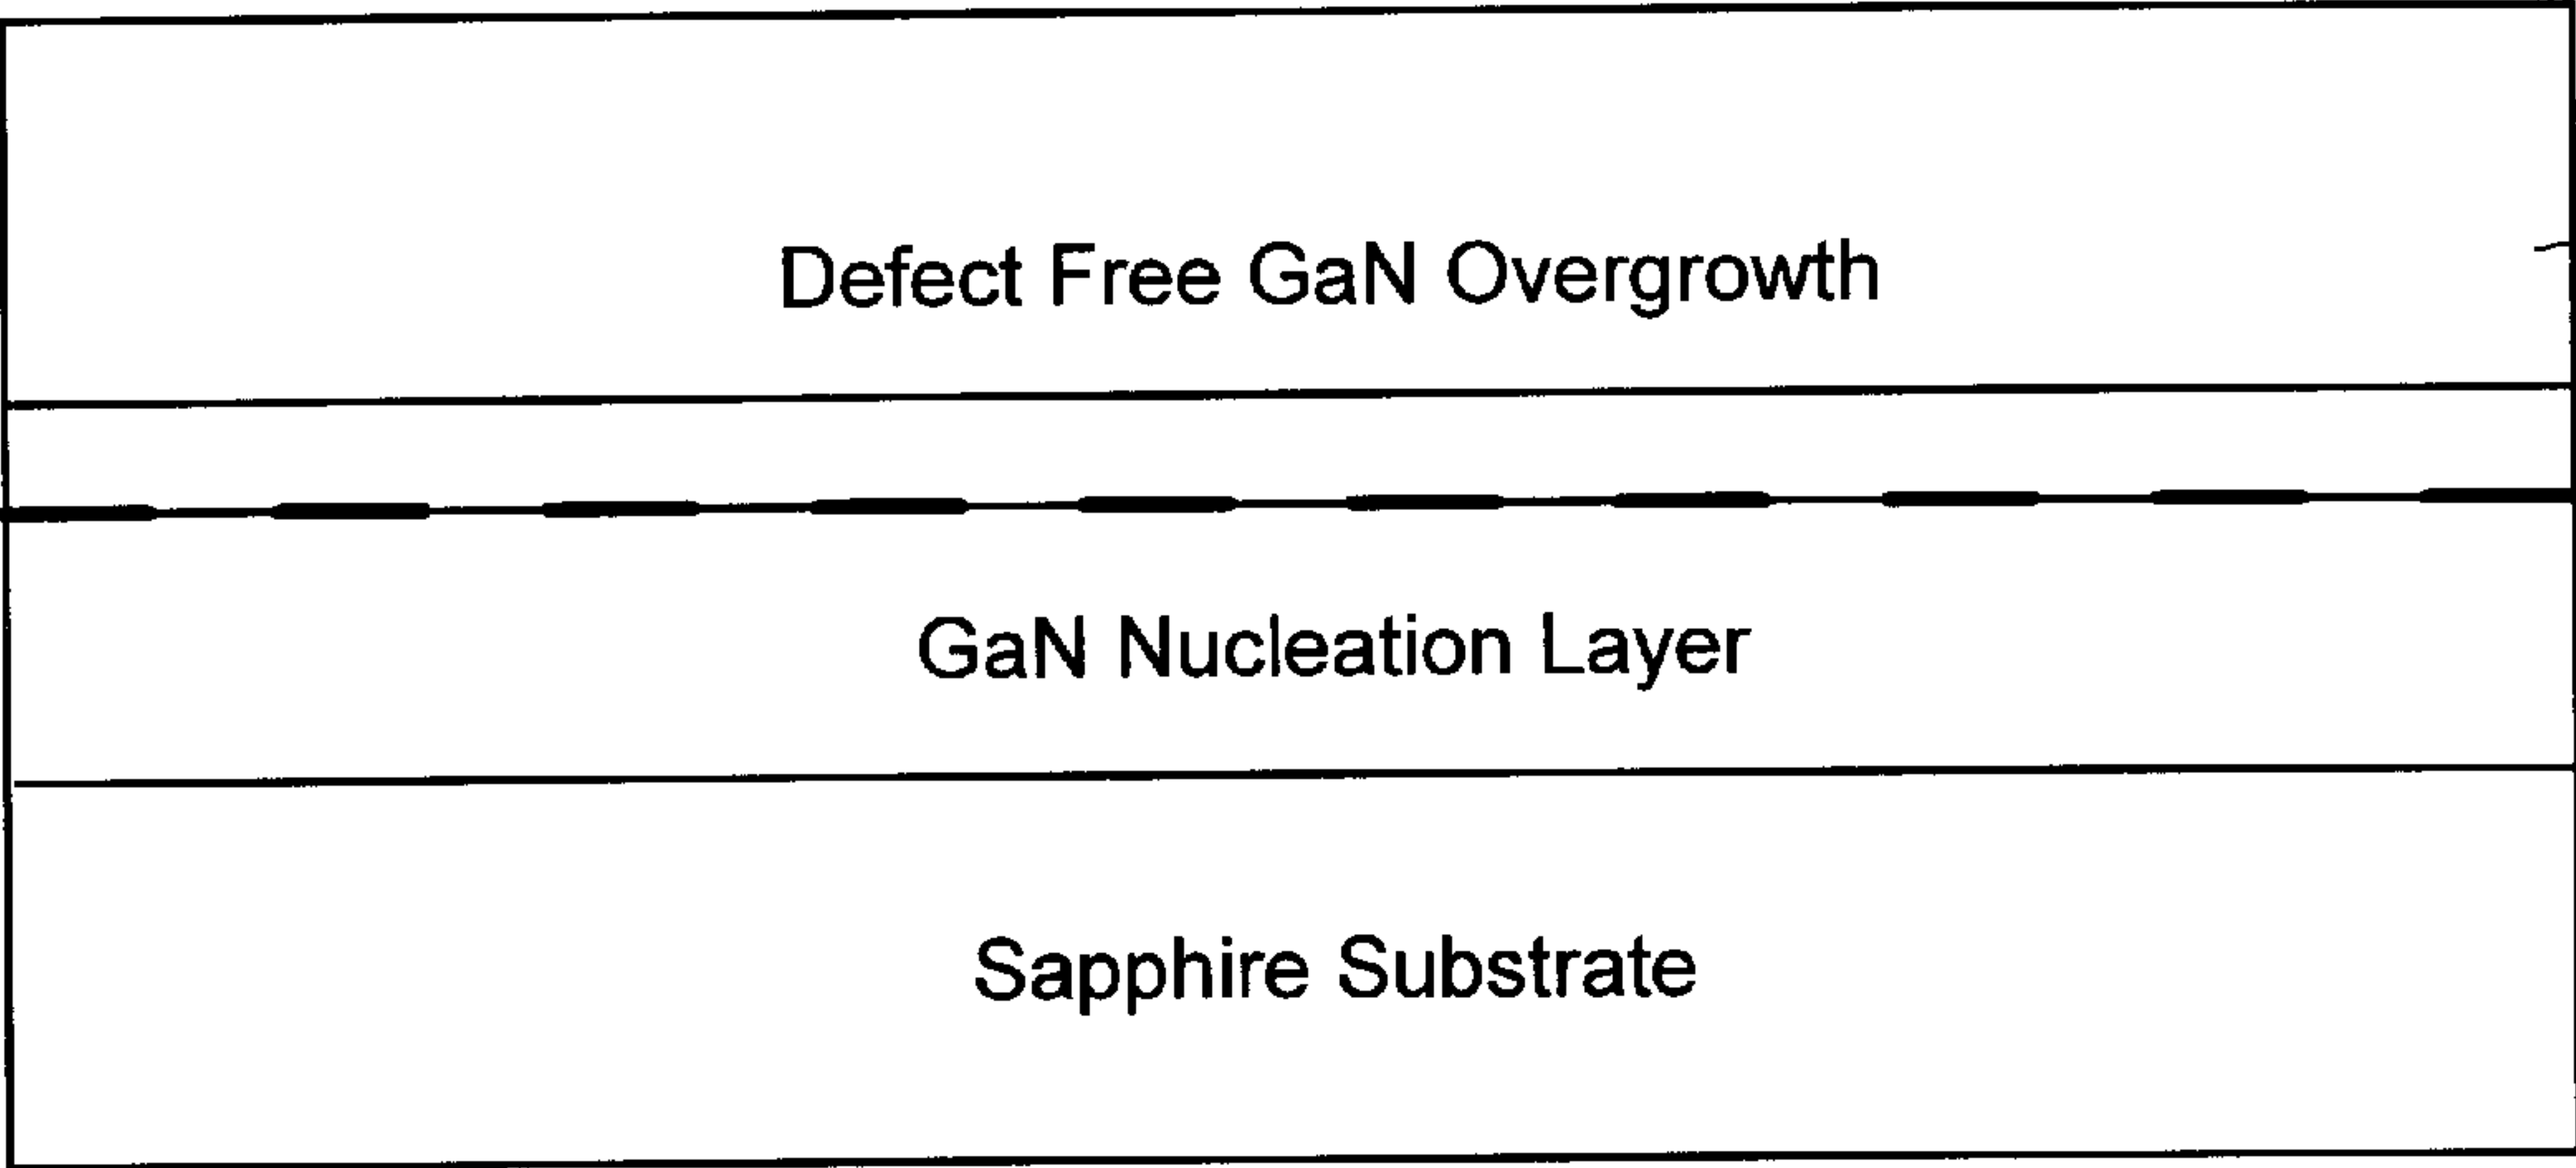 Defect Free GaN Overgrowth
GaN Nucleation Layer
Sapphire Substrate